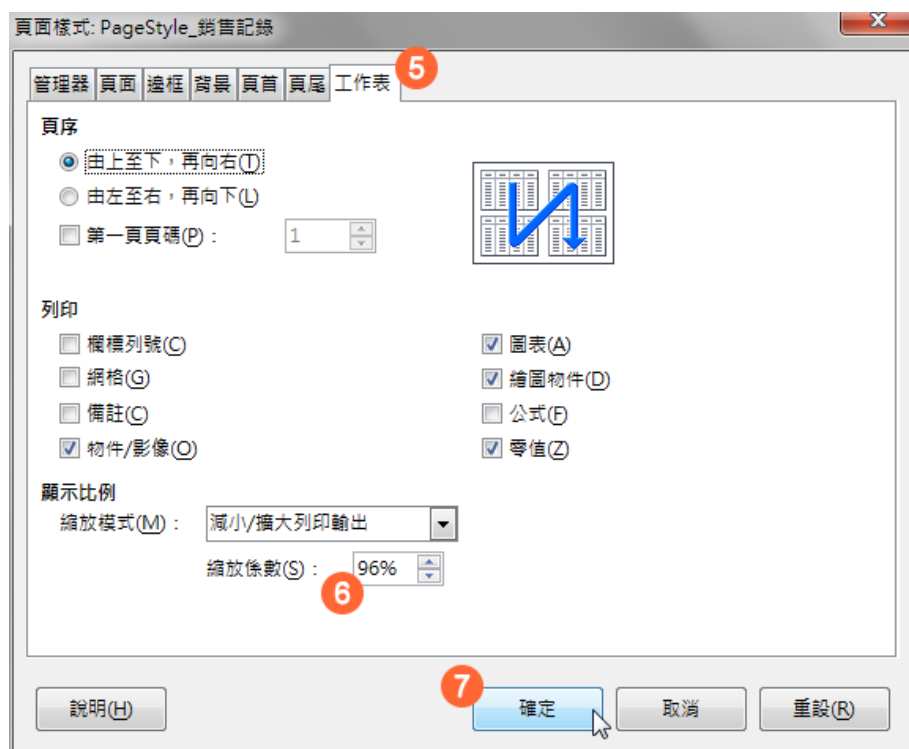 頁面樣式: PageStyle_銷售記錄
管理器 頁面 邊框 背景 頁首 頁尾 工作表 5
頁序
由上至下，再向右(T)
由左至右，再向下(L)
第一頁頁碼(P)： 1
列印
欄標列號(C) 圖表(A)
網格(G) 繪圖物件(D)
備註(C) 公式(F)
物件/影像(O) 零值(Z)
顯示比例
縮放模式(M)： 減小/擴大列印輸出
縮放係數(S)： 96%
6
7
說明(H) 確定 取消 重設(R)